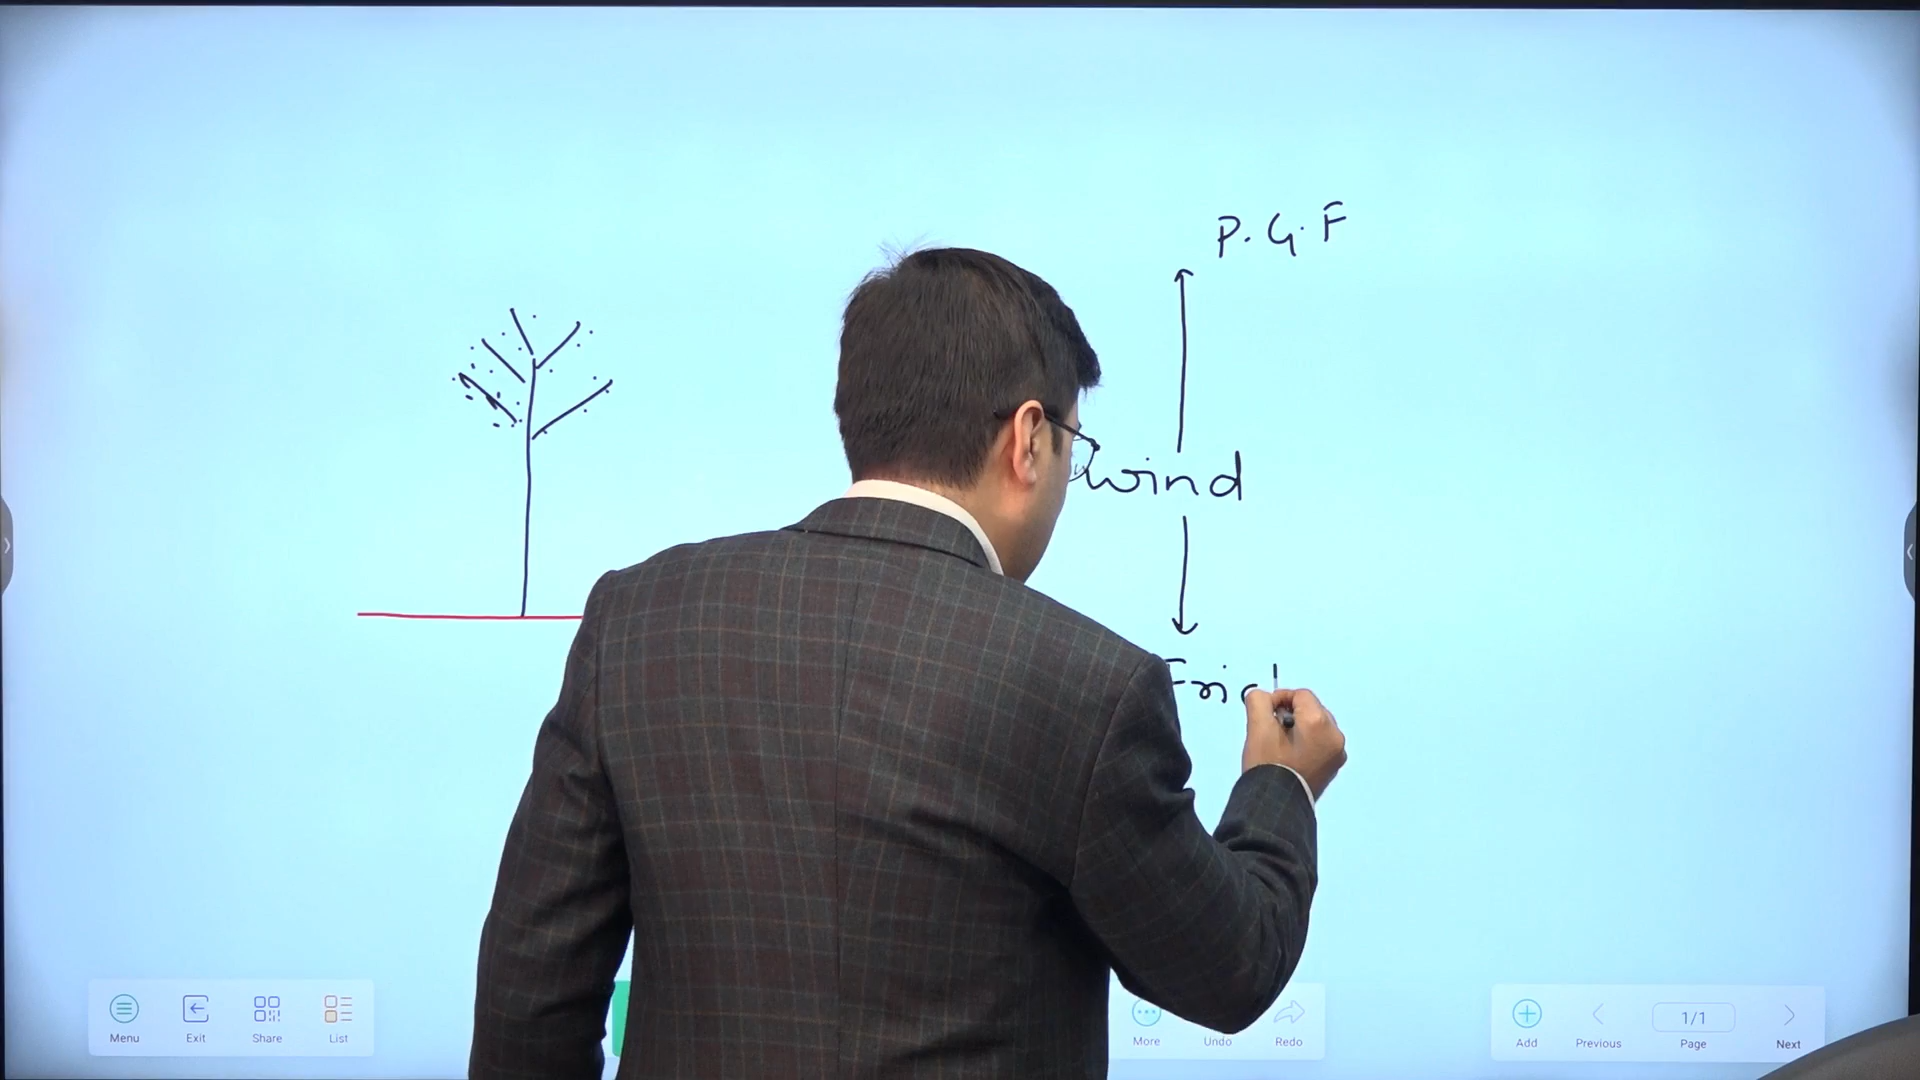 P.G.F
wind
Frict
Menu
Exit
Share
List
More
Undo
Redo
Add
Previous
1/1
Page
Next